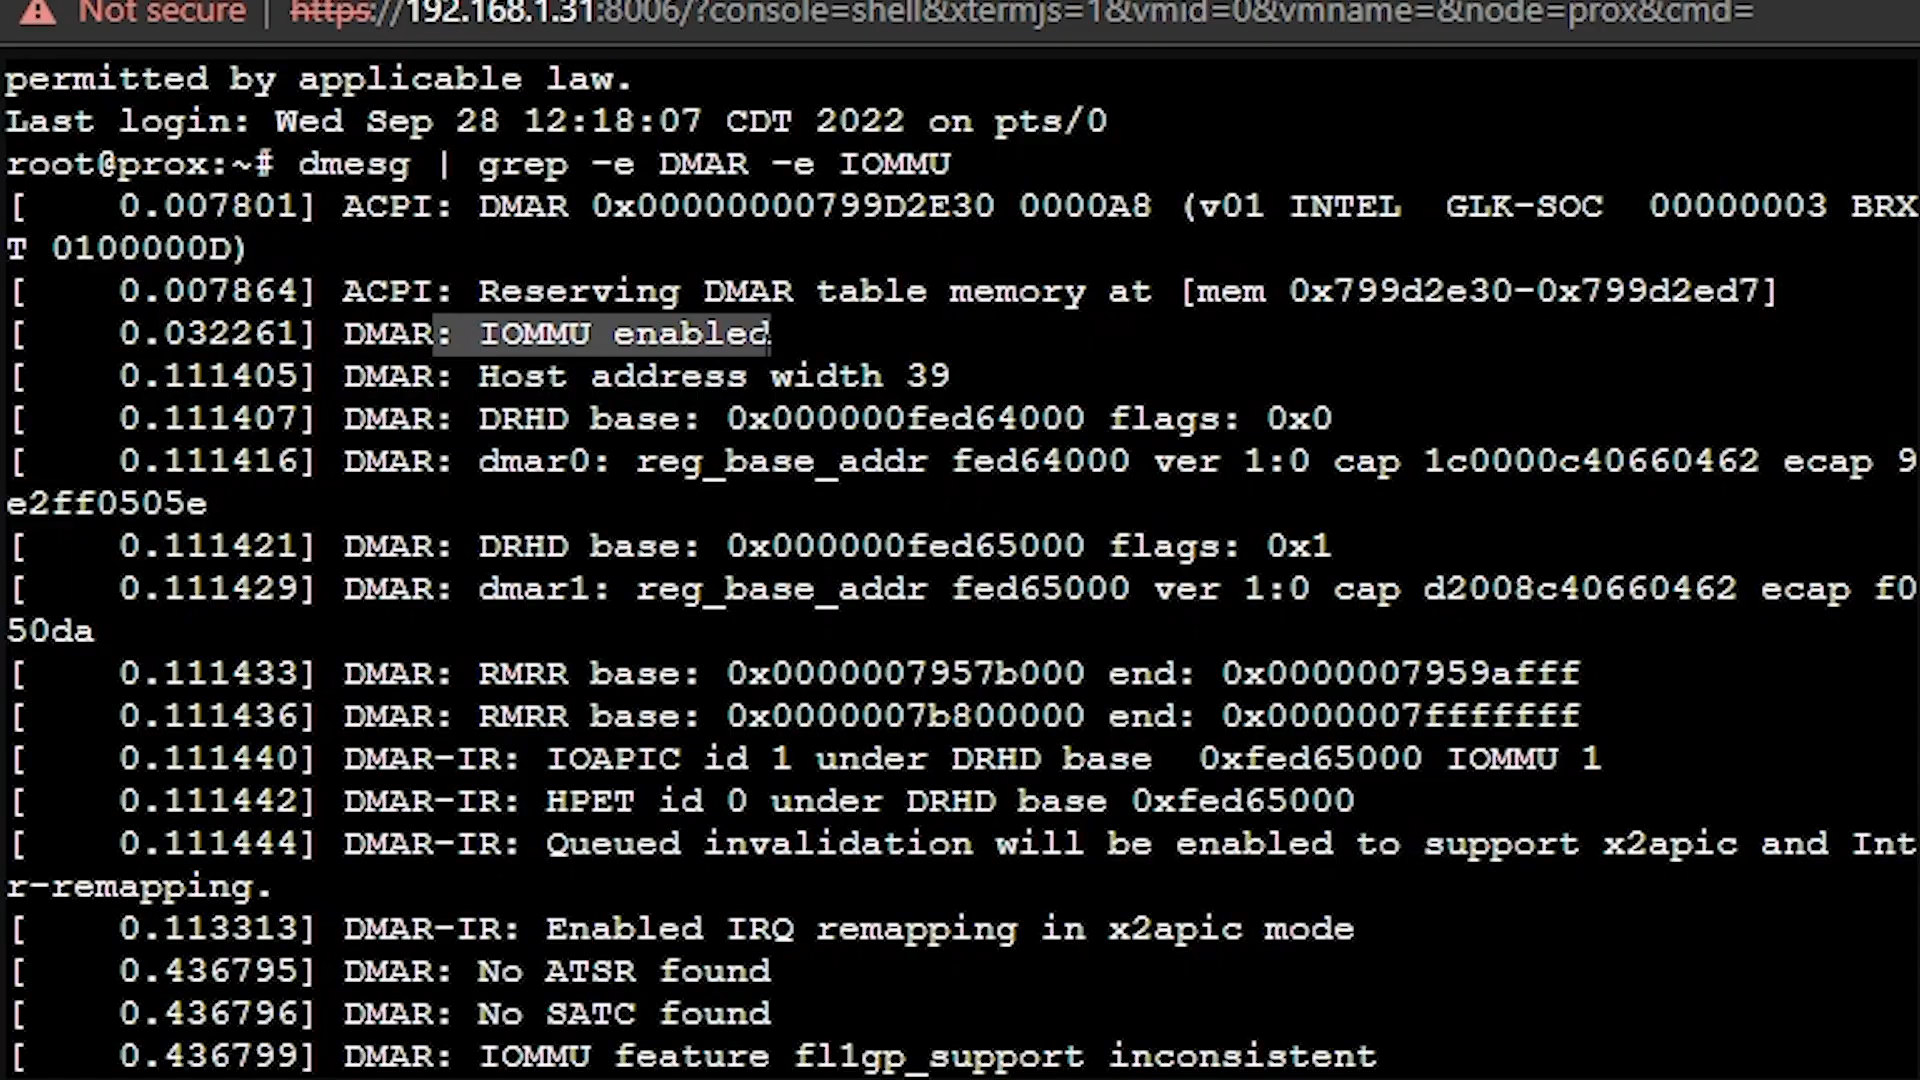 Not secure | https://192.168.1.31:8006/?console=shell&xtermjs=1&vmid=0&vmname=&node=prox&cmd=
permitted by applicable law.
Last login: Wed Sep 28 12:18:07 CDT 2022 on pts/0
root@prox:~# dmesg | grep -e DMAR -e IOMMU
[    0.007801] ACPI: DMAR 0x00000000799D2E30 0000A8 (v01 INTEL  GLK-SOC  00000003 BRX
T 0100000D)
[    0.007864] ACPI: Reserving DMAR table memory at [mem 0x799d2e30-0x799d2ed7]
[    0.032261] DMAR: IOMMU enabled
[    0.111405] DMAR: Host address width 39
[    0.111407] DMAR: DRHD base: 0x000000fed64000 flags: 0x0
[    0.111416] DMAR: dmar0: reg_base_addr fed64000 ver 1:0 cap 1c0000c40660462 ecap 9
e2ff0505e
[    0.111421] DMAR: DRHD base: 0x000000fed65000 flags: 0x1
[    0.111429] DMAR: dmar1: reg_base_addr fed65000 ver 1:0 cap d2008c40660462 ecap f0
50da
[    0.111433] DMAR: RMRR base: 0x0000007957b000 end: 0x0000007959afff
[    0.111436] DMAR: RMRR base: 0x0000007b800000 end: 0x0000007fffffff
[    0.111440] DMAR-IR: IOAPIC id 1 under DRHD base  0xfed65000 IOMMU 1
[    0.111442] DMAR-IR: HPET id 0 under DRHD base 0xfed65000
[    0.111444] DMAR-IR: Queued invalidation will be enabled to support x2apic and Int
r-remapping.
[    0.113313] DMAR-IR: Enabled IRQ remapping in x2apic mode
[    0.436795] DMAR: No ATSR found
[    0.436796] DMAR: No SATC found
[    0.436799] DMAR: IOMMU feature fl1gp_support inconsistent